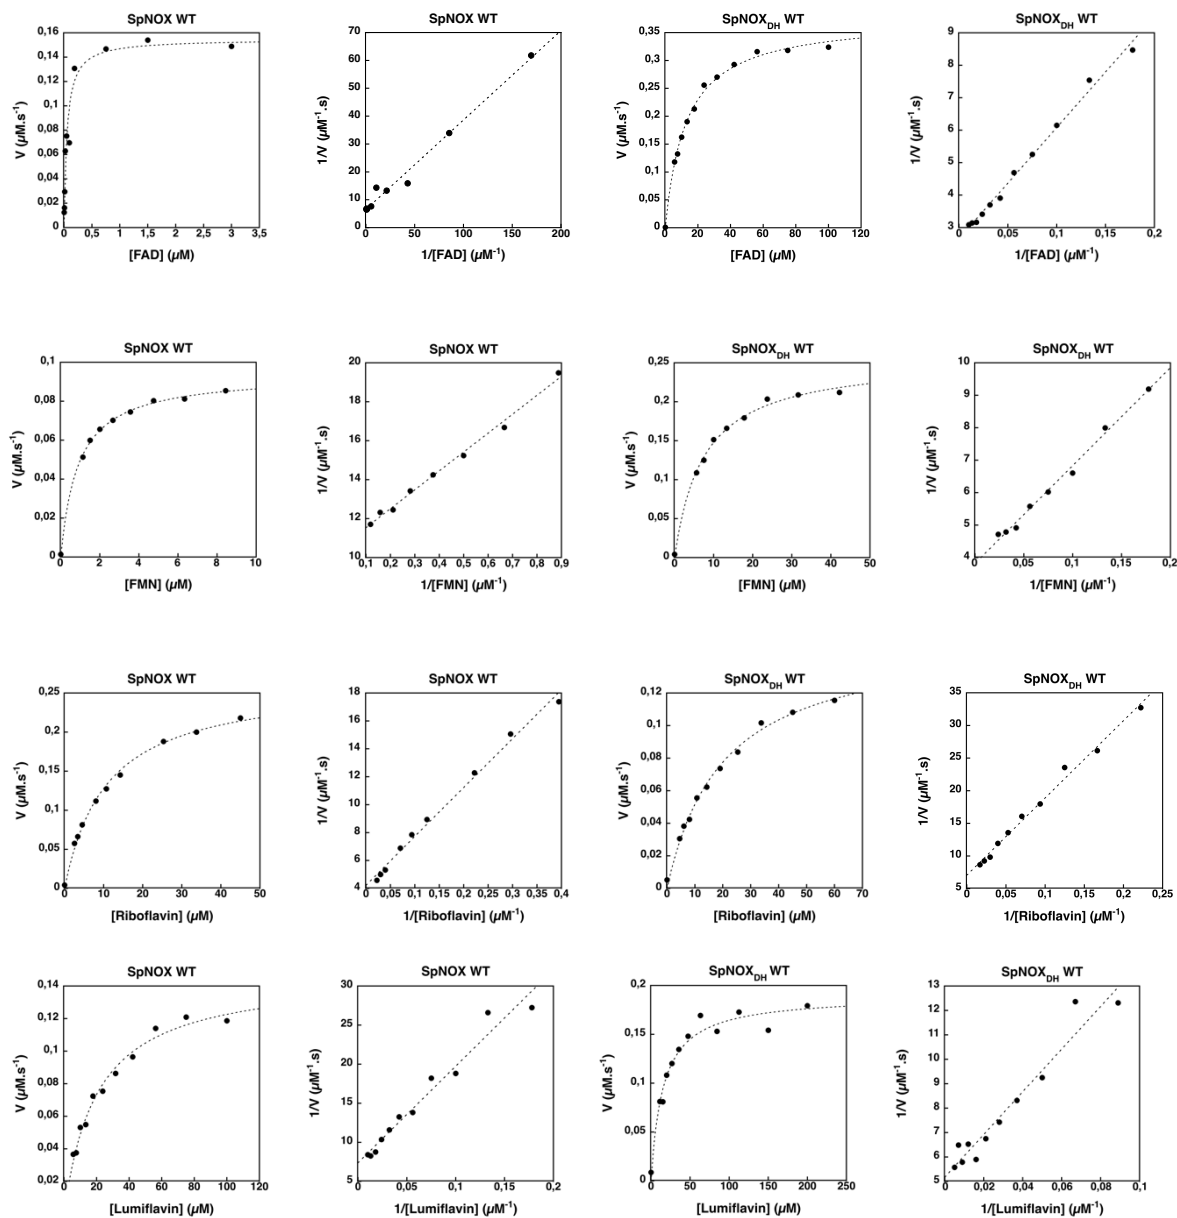 SpNOX WT
0,16
0,14
0,12
0,1
0,08
0,06
0,04
0,02
0
V (µM.s⁻¹)
0 0,5 1 1,5 2 2,5 3 3,5
[FAD] (µM)
SpNOX WT
70
60
50
40
30
20
10
0
1/V (µM⁻¹.s)
0 50 100 150 200
1/[FAD] (µM⁻¹)
SpNOX_DH WT
0,35
0,3
0,25
0,2
0,15
0,1
0,05
0
V (µM.s⁻¹)
0 20 40 60 80 100 120
[FAD] (µM)
SpNOX_DH WT
9
8
7
6
5
4
3
1/V (µM⁻¹.s)
0 0,05 0,1 0,15 0,2
1/[FAD] (µM⁻¹)
SpNOX WT
0,1
0,08
0,06
0,04
0,02
0
V (µM.s⁻¹)
0 2 4 6 8 10
[FMN] (µM)
SpNOX WT
20
18
16
14
12
10
1/V (µM⁻¹.s)
0,1 0,2 0,3 0,4 0,5 0,6 0,7 0,8 0,9
1/[FMN] (µM⁻¹)
SpNOX_DH WT
0,25
0,2
0,15
0,1
0,05
0
V (µM.s⁻¹)
0 10 20 30 40 50
[FMN] (µM)
SpNOX_DH WT
10
9
8
7
6
5
4
1/V (µM⁻¹.s)
0 0,05 0,1 0,15 0,2
1/[FMN] (µM⁻¹)
SpNOX WT
0,25
0,2
0,15
0,1
0,05
0
V (µM.s⁻¹)
0 10 20 30 40 50
[Riboflavin] (µM)
SpNOX WT
18
16
14
12
10
8
6
4
1/V (µM⁻¹.s)
0 0,05 0,1 0,15 0,2 0,25 0,3 0,35 0,4
1/[Riboflavin] (µM⁻¹)
SpNOX_DH WT
0,12
0,1
0,08
0,06
0,04
0,02
0
V (µM.s⁻¹)
0 10 20 30 40 50 60 70
[Riboflavin] (µM)
SpNOX_DH WT
35
30
25
20
15
10
5
1/V (µM⁻¹.s)
0 0,05 0,1 0,15 0,2 0,25
1/[Riboflavin] (µM⁻¹)
SpNOX WT
0,14
0,12
0,1
0,08
0,06
0,04
0,02
V (µM.s⁻¹)
0 20 40 60 80 100 120
[Lumiflavin] (µM)
SpNOX WT
30
25
20
15
10
5
1/V (µM⁻¹.s)
0 0,05 0,1 0,15 0,2
1/[Lumiflavin] (µM⁻¹)
SpNOX_DH WT
0,2
0,15
0,1
0,05
0
V (µM.s⁻¹)
0 50 100 150 200 250
[Lumiflavin] (µM)
SpNOX_DH WT
13
12
11
10
9
8
7
6
5
1/V (µM⁻¹.s)
0 0,02 0,04 0,06 0,08 0,1
1/[Lumiflavin] (µM⁻¹)